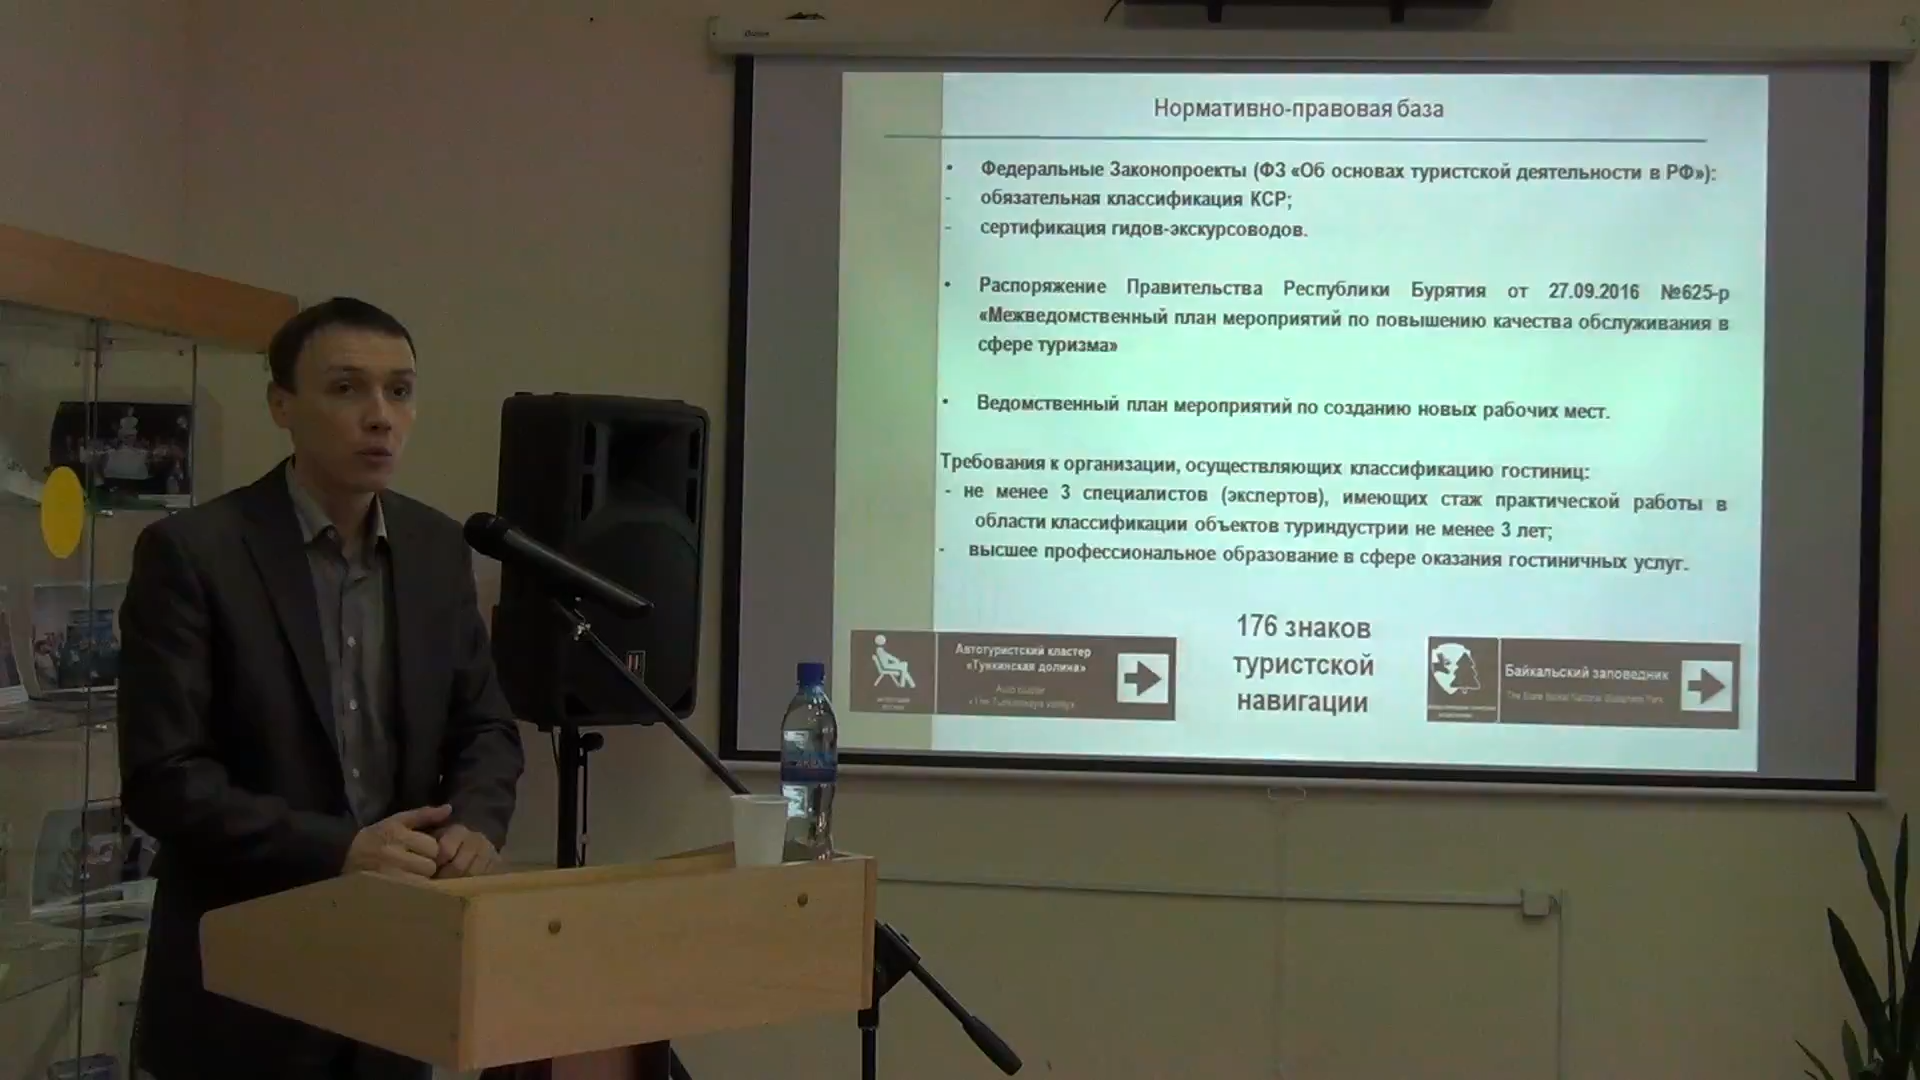 Нормативно-правовая база
• Федеральные Законопроекты (ФЗ «Об основах туристской деятельности в РФ»):
- обязательная классификация КСР;
- сертификация гидов-экскурсоводов.
• Распоряжение Правительства Республики Бурятия от 27.09.2016 №625-р
«Межведомственный план мероприятий по повышению качества обслуживания в
сфере туризма»
• Ведомственный план мероприятий по созданию новых рабочих мест.
Требования к организации, осуществляющих классификацию гостиниц:
- не менее 3 специалистов (экспертов), имеющих стаж практической работы в
области классификации объектов туриндустрии не менее 3 лет;
- высшее профессиональное образование в сфере оказания гостиничных услуг.
Автотуристский кластер
«Тункинская долина»
176 знаков
туристской
навигации
Байкальский заповедник